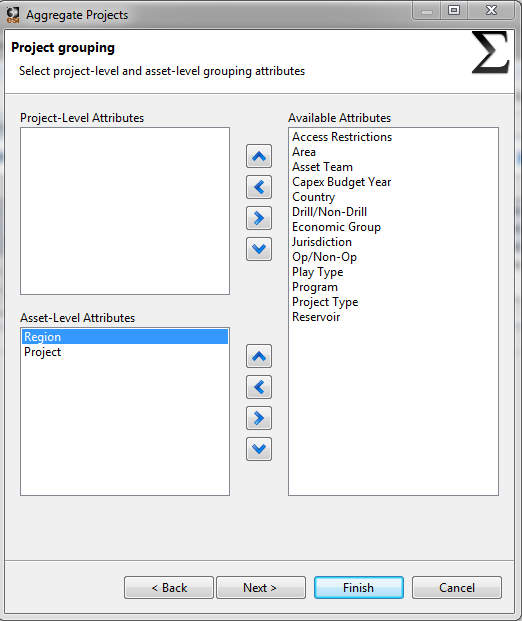 esi
Aggregate Projects
Project grouping
Select project-level and asset-level grouping attributes
Σ
Project-Level Attributes
Available Attributes
Access Restrictions
Area
Asset Team
Capex Budget Year
Country
Drill/Non-Drill
Economic Group
Jurisdiction
Op/Non-Op
Play Type
Program
Project Type
Reservoir
Asset-Level Attributes
Region
Project
< Back
Next >
Finish
Cancel